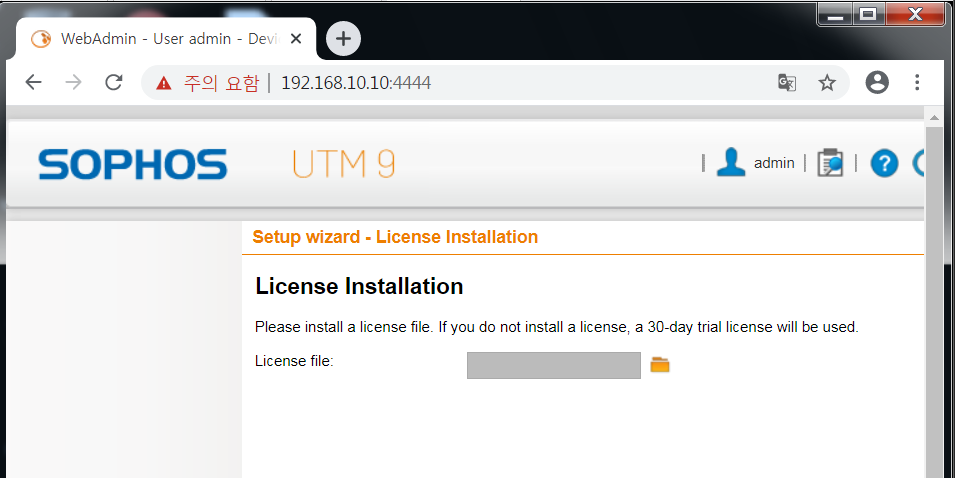 WebAdmin - User admin - Devi
주의 요함 192.168.10.10:4444
SOPHOS UTM 9 | admin | |
Setup wizard - License Installation
License Installation
Please install a license file. If you do not install a license, a 30-day trial license will be used.
License file: